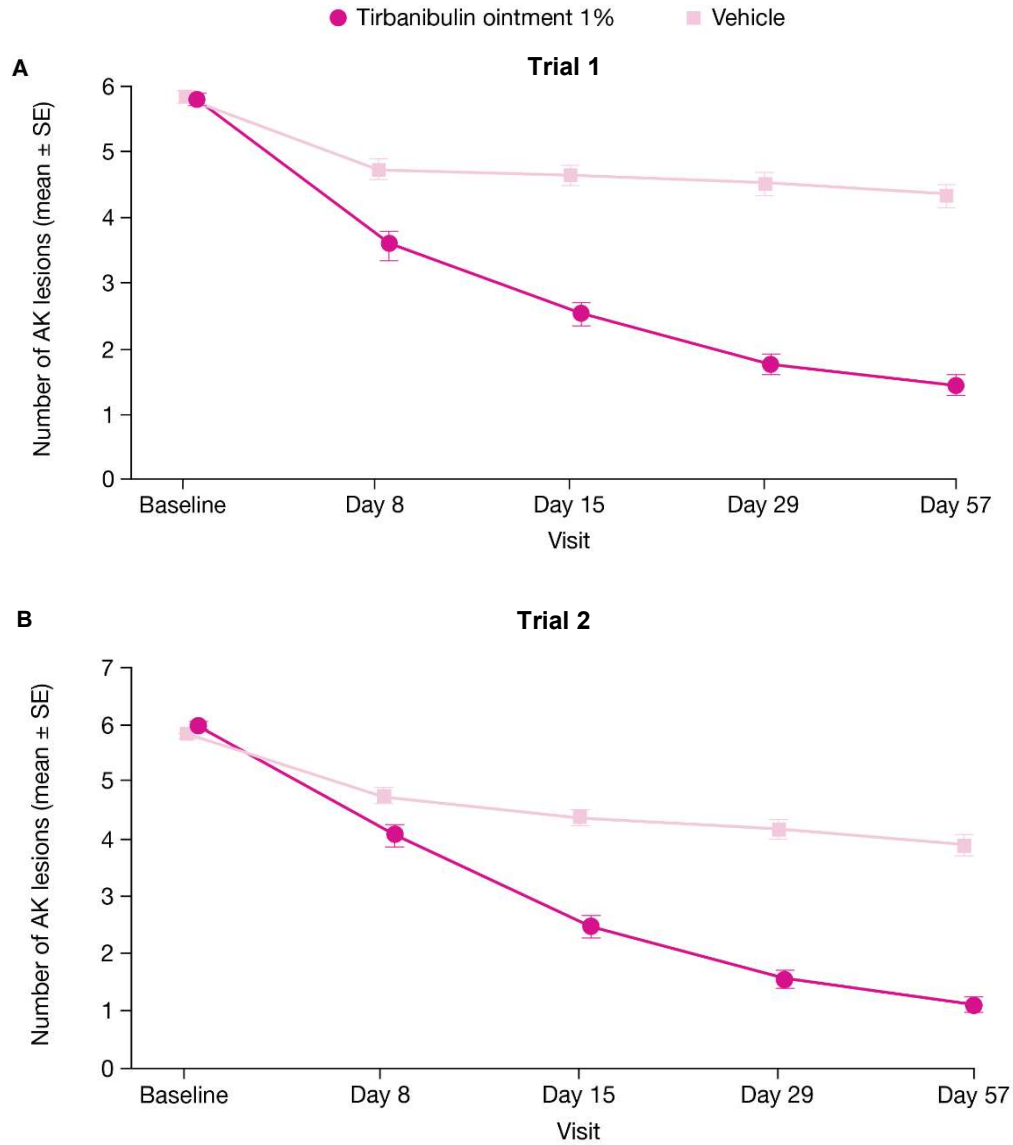 Tirbanibulin ointment 1% Vehicle
A
Trial 1
Number of AK lesions (mean ± SE)
6
5
4
3
2
1
0
Baseline Day 8 Day 15 Day 29 Day 57
Visit
B
Trial 2
Number of AK lesions (mean ± SE)
7
6
5
4
3
2
1
0
Baseline Day 8 Day 15 Day 29 Day 57
Visit